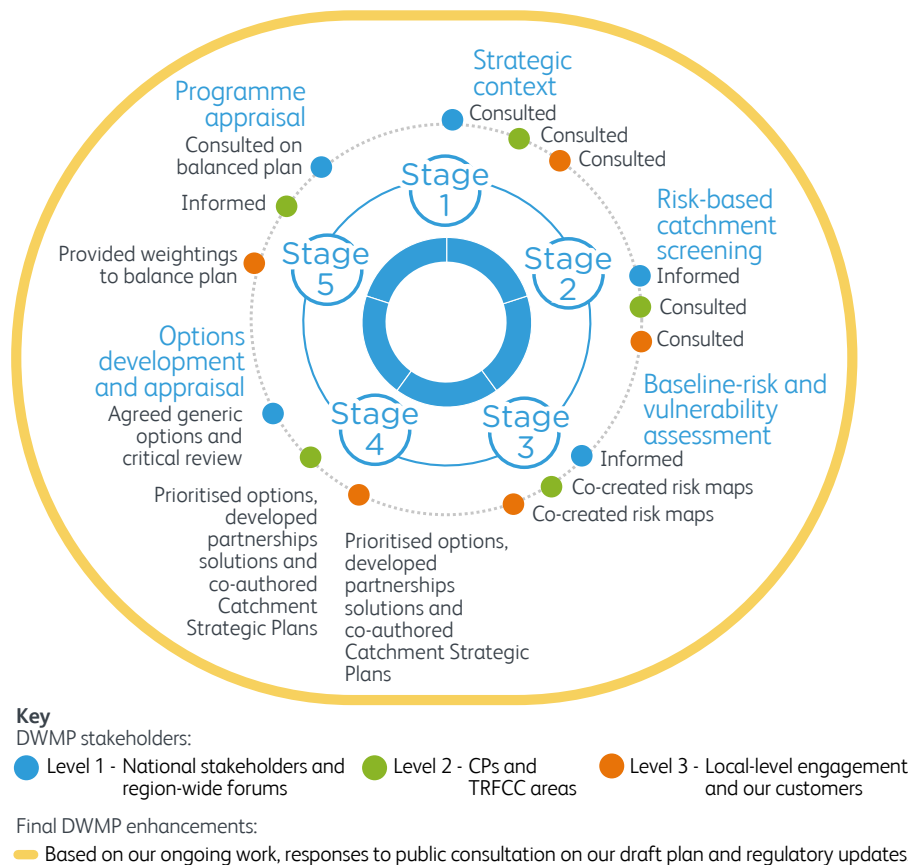 Strategic
context
Consulted
Consulted
Consulted
Risk-based
catchment
screening
Informed
Consulted
Consulted
Baseline-risk and
vulnerability
assessment
Informed
Co-created risk maps
Co-created risk maps
Options
development
and appraisal
Agreed generic
options and
critical review
Prioritised options,
developed
partnerships
solutions and
co-authored
Catchment
Strategic Plans
Prioritised options,
developed
partnerships
solutions and
co-authored
Catchment Strategic
Plans
Programme
appraisal
Consulted on
balanced plan
Informed
Provided weightings
to balance plan
Stage
1
Stage
2
Stage
3
Stage
4
Stage
5
Key
DWMP stakeholders:
Level 1 - National stakeholders and
region-wide forums
Level 2 - CPs and
TRFCC areas
Level 3 - Local-level engagement
and our customers
Final DWMP enhancements:
Based on our ongoing work, responses to public consultation on our draft plan and regulatory updates